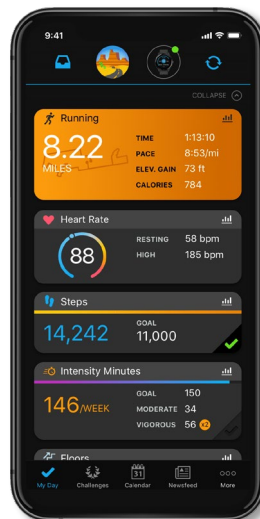 9:41
COLLAPSE
Running
8.22
MILES
TIME 1:13:10
PACE 8:53/mi
ELEV. GAIN 73 ft
CALORIES 784
Heart Rate
88
RESTING 58 bpm
HIGH 185 bpm
Steps
14,242
GOAL
11,000
Intensity Minutes
146/WEEK
GOAL 150
MODERATE 34
VIGOROUS 56 x2
Floors
31
My Day Challenges Calendar Newsfeed More